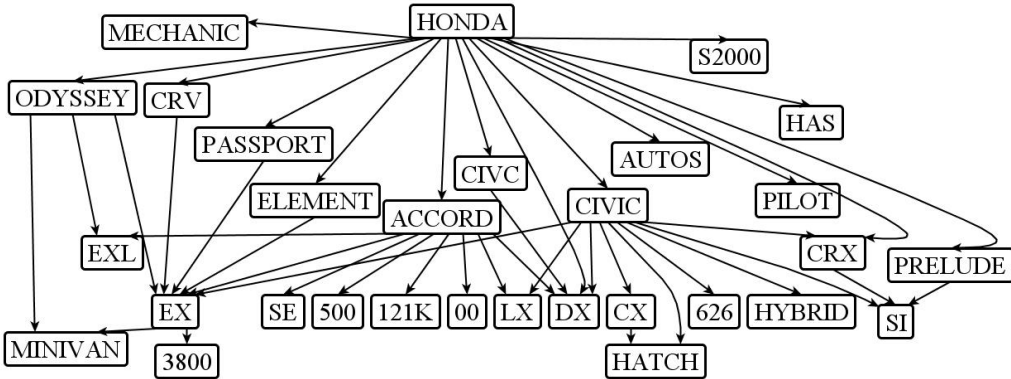 HONDA
MECHANIC
S2000
ODYSSEY
CRV
HAS
PASSPORT
AUTOS
CIVC
ELEMENT
PILOT
ACCORD
CIVIC
EXL
CRX
PRELUDE
EX
SE
500
121K
00
LX
DX
CX
626
HYBRID
SI
MINIVAN
3800
HATCH